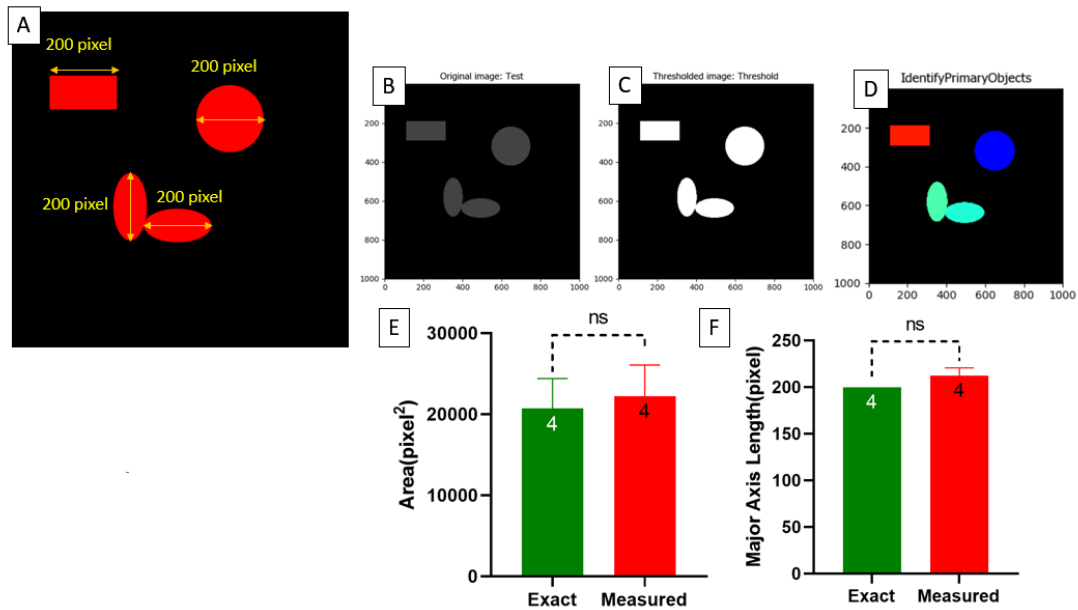 A
200 pixel
200 pixel
200 pixel
200 pixel
B
Original image: Test
0
200
400
600
800
1000
0 200 400 600 800 1000
C
Thresholded image: Threshold
0
200
400
600
800
1000
0 200 400 600 800 1000
D
IdentifyPrimaryObjects
0
200
400
600
800
1000
0 200 400 600 800 1000
E
ns
Area(pixel²)
30000
20000
10000
0
4
4
Exact Measured
F
ns
Major Axis Length(pixel)
250
200
150
100
50
0
4
4
Exact Measured